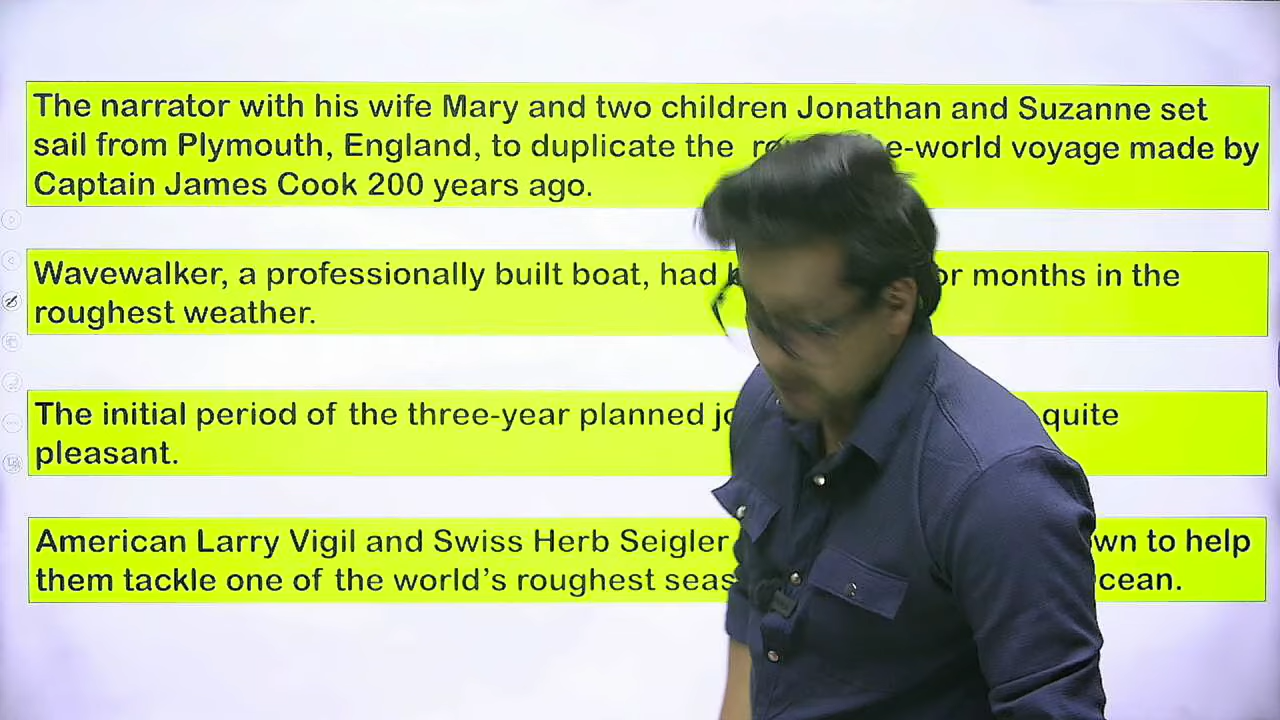 The narrator with his wife Mary and two children Jonathan and Suzanne set
sail from Plymouth, England, to duplicate the e-world voyage made by
Captain James Cook 200 years ago.
Wavewalker, a professionally built boat, had or months in the
roughest weather.
The initial period of the three-year planned quite
pleasant.
American Larry Vigil and Swiss Herb Seigler wn to help
them tackle one of the world's roughest seas cean.